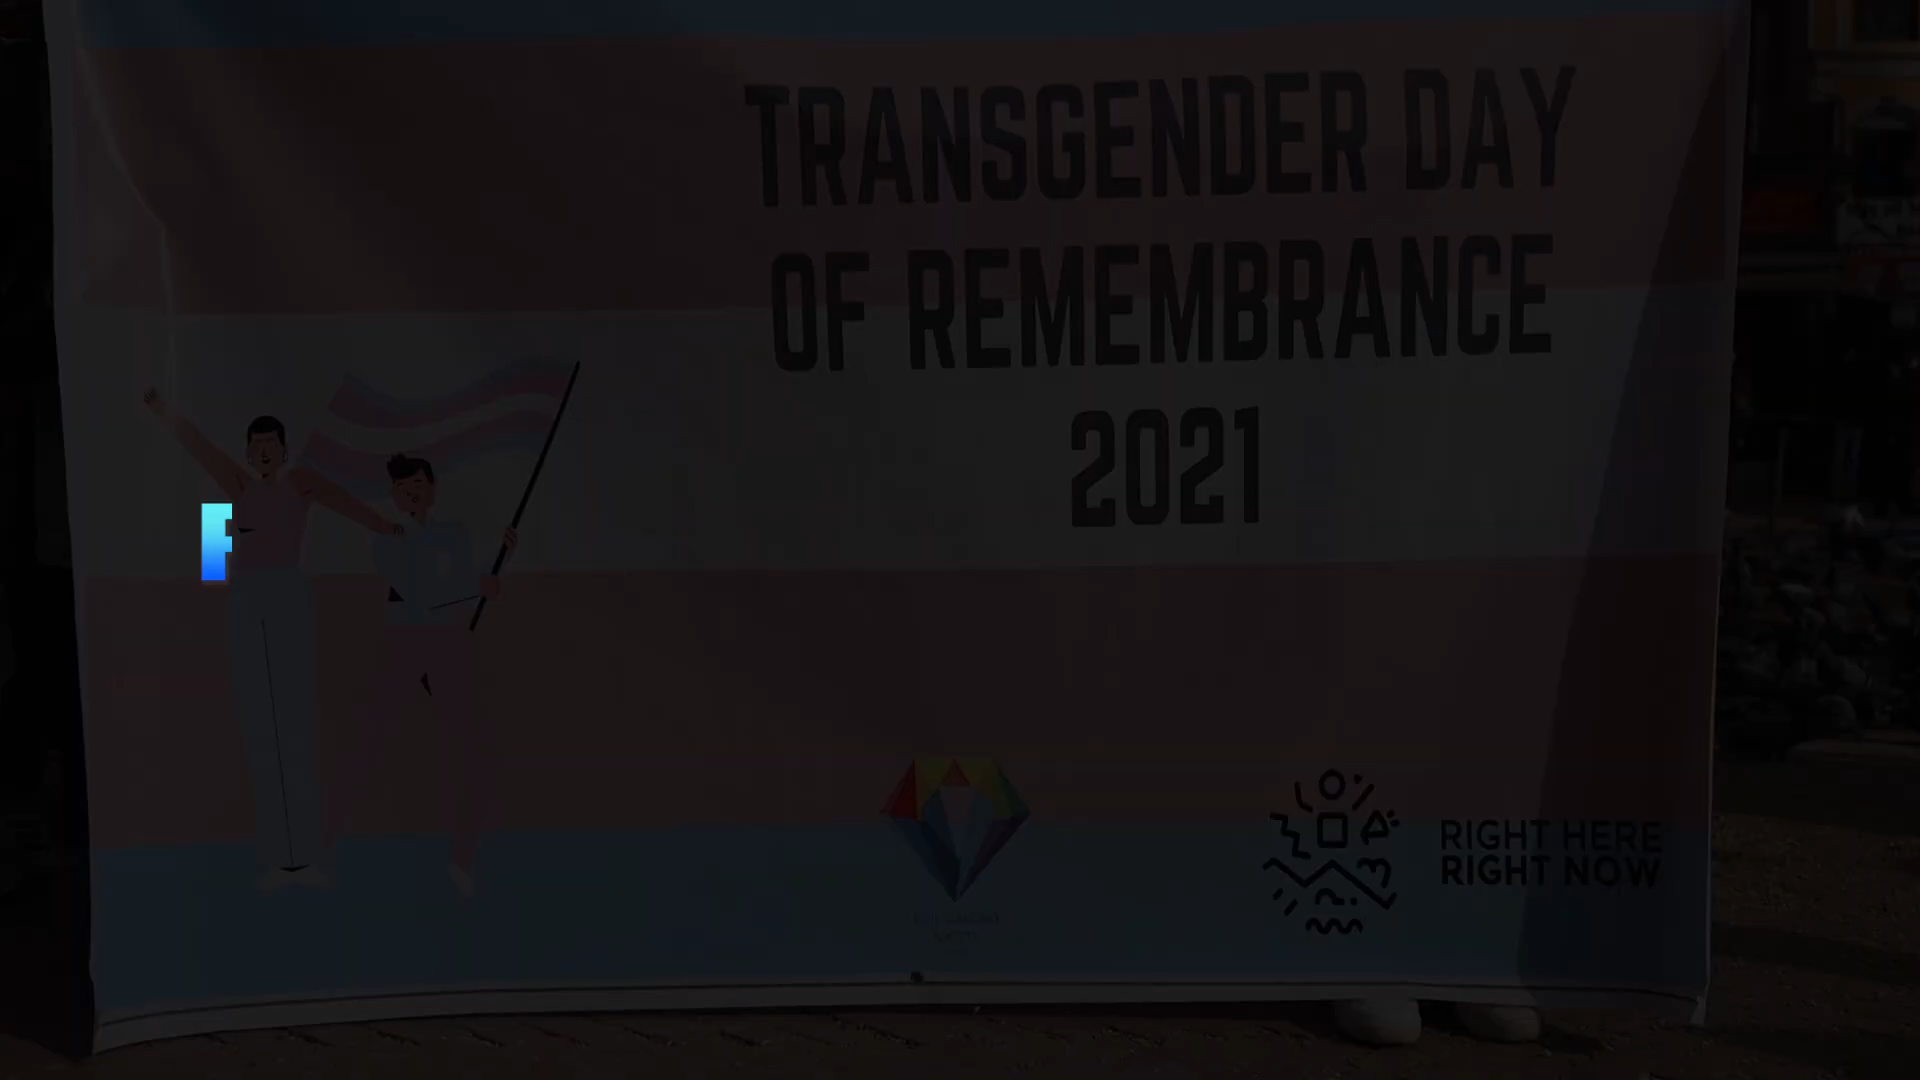 TRANSGENDER DAY
OF REMEMBRANCE
2021
RIGHT HERE
RIGHT NOW